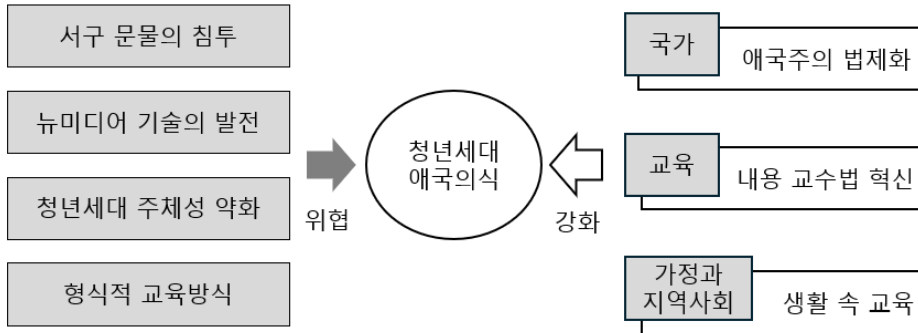 서구 문물의 침투
뉴미디어 기술의 발전
청년세대 주체성 약화
형식적 교육방식
위협
청년세대
애국의식
강화
국가
애국주의 법제화
교육
내용 교수법 혁신
가정과
지역사회
생활 속 교육